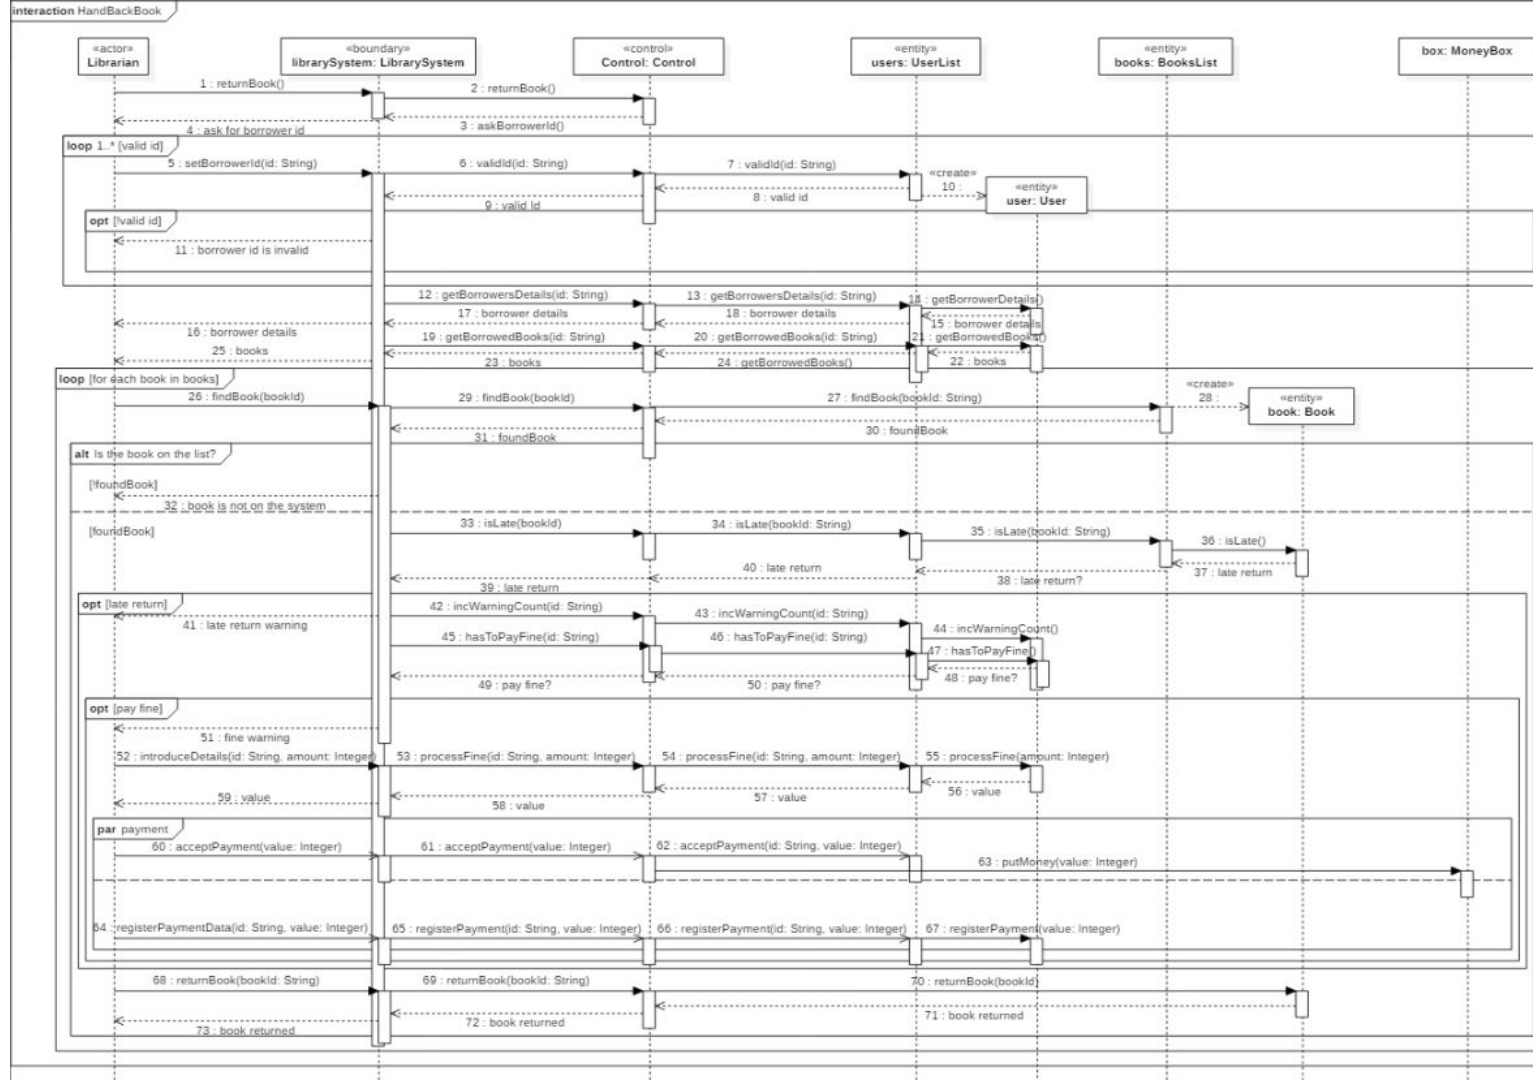 interaction HandBackBook
«actor»
Librarian
«boundary»
librarySystem: LibrarySystem
«control»
Control: Control
«entity»
users: UserList
«entity»
books: BooksList
box: MoneyBox
1 : returnBook()
2 : returnBook()
3 : askBorrowerId()
4 : ask for borrower id
loop 1..* [valid id]
5 : setBorrowerId(id: String)
6 : validId(id: String)
7 : validId(id: String)
«create»
10 :
«entity»
user: User
8 : valid id
9 : valid Id
opt [!valid id]
11 : borrower id is invalid
12 : getBorrowersDetails(id: String)
13 : getBorrowersDetails(id: String)
14 : getBorrowerDetails()
17 : borrower details
18 : borrower details
15 : borrower details
16 : borrower details
19 : getBorrowedBooks(id: String)
20 : getBorrowedBooks(id: String)
21 : getBorrowedBooks()
25 : books
23 : books
24 : getBorrowedBooks()
22 : books
loop [for each book in books]
«create»
26 : findBook(bookId)
29 : findBook(bookId)
27 : findBook(bookId: String)
28 :
«entity»
book: Book
30 : foundBook
31 : foundBook
alt Is the book on the list?
[!foundBook]
32 : book is not on the system
[foundBook]
33 : isLate(bookId)
34 : isLate(bookId: String)
35 : isLate(bookId: String)
36 : isLate()
40 : late return
37 : late return
38 : late return?
39 : late return
opt [late return]
42 : incWarningCount(id: String)
43 : incWarningCount(id: String)
41 : late return warning
44 : incWarningCount()
45 : hasToPayFine(id: String)
46 : hasToPayFine(id: String)
47 : hasToPayFine()
48 : pay fine?
49 : pay fine?
50 : pay fine?
opt [pay fine]
51 : fine warning
52 : introduceDetails(id: String, amount: Integer)
53 : processFine(id: String, amount: Integer)
54 : processFine(id: String, amount: Integer)
55 : processFine(amount: Integer)
56 : value
59 : value
58 : value
57 : value
par payment
60 : acceptPayment(value: Integer)
61 : acceptPayment(value: Integer)
62 : acceptPayment(id: String, value: Integer)
63 : putMoney(value: Integer)
64 : registerPaymentData(id: String, value: Integer)
65 : registerPayment(id: String, value: Integer)
66 : registerPayment(id: String, value: Integer)
67 : registerPayment(value: Integer)
68 : returnBook(bookId: String)
69 : returnBook(bookId: String)
70 : returnBook(bookId)
71 : book returned
72 : book returned
73 : book returned